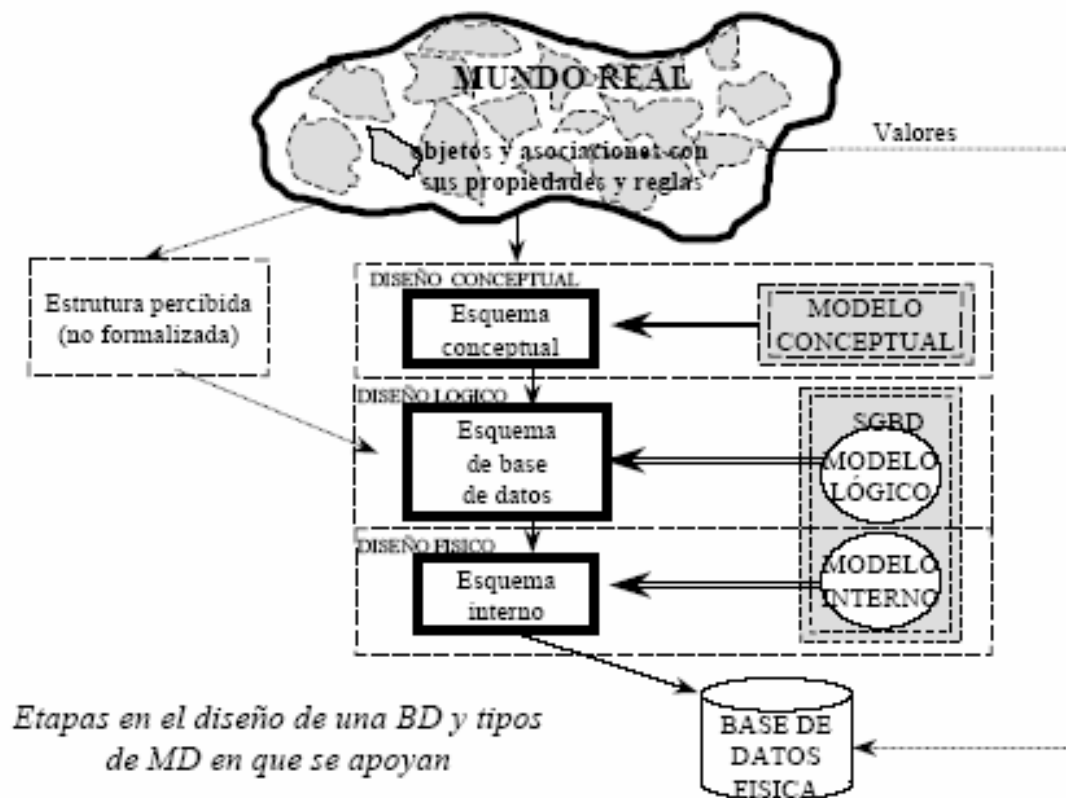 MUNDO REAL
objetos y asociaciones con
sus propiedades y reglas
Valores
Estrutura percibida
(no formalizada)
DISEÑO CONCEPTUAL
Esquema
conceptual
MODELO
CONCEPTUAL
DISEÑO LOGICO
Esquema
de base
de datos
SGBD
MODELO
LÓGICO
DISEÑO FISICO
Esquema
interno
MODELO
INTERNO
Etapas en el diseño de una BD y tipos
de MD en que se apoyan
BASE DE
DATOS
FISICA